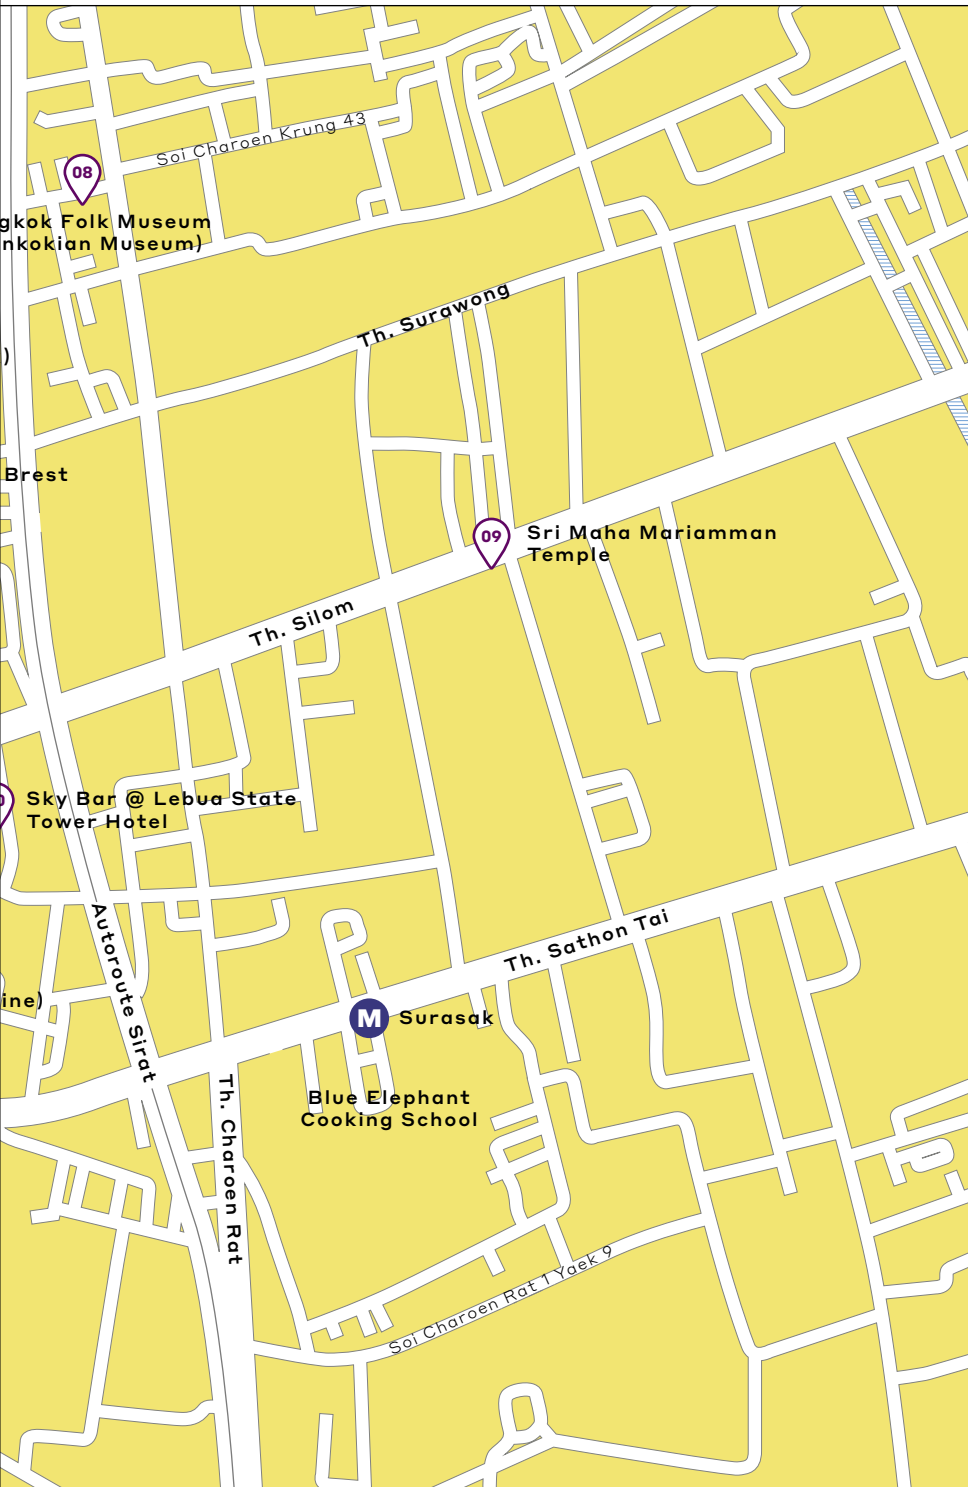 Soi Charoen Krung 43
08
gkok Folk Museum
nkokian Museum)
Th. Surawong
)
Brest
09
Sri Maha Mariamman
Temple
Th. Silom
Sky Bar @ Lebua State
Tower Hotel
Autoroute Sirat
Th. Sathon Tai
ine)
M
Surasak
Th. Charoen Rat
Blue Elephant
Cooking School
Soi Charoen Rat 1 Yaek 9